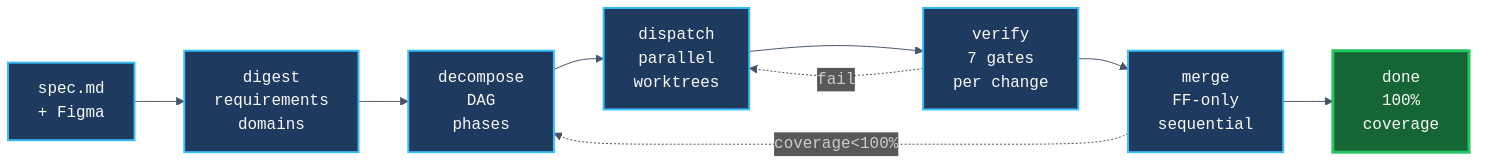 spec.md
+ Figma
digest
requirements
domains
decompose
DAG
phases
dispatch
parallel
worktrees
fail
verify
7 gates
per change
coverage<100%
merge
FF-only
sequential
done
100%
coverage